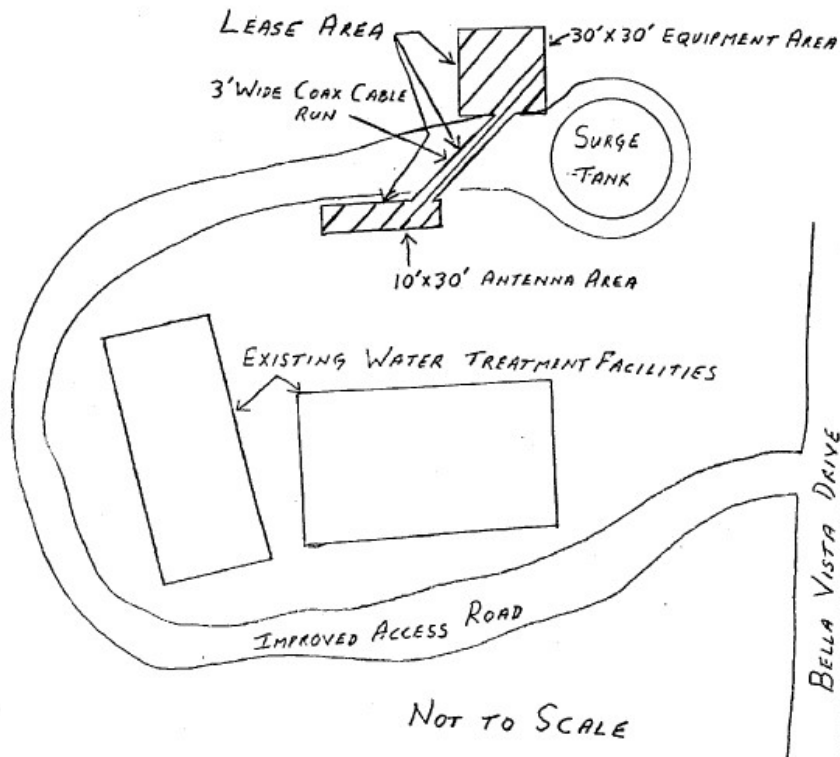 LEASE AREA
30'X30' EQUIPMENT AREA
3' WIDE COAX CABLE
RUN
SURGE
TANK
10'X30' ANTENNA AREA
EXISTING WATER TREATMENT FACILITIES
BELLA VISTA DRIVE
IMPROVED ACCESS ROAD
NOT TO SCALE